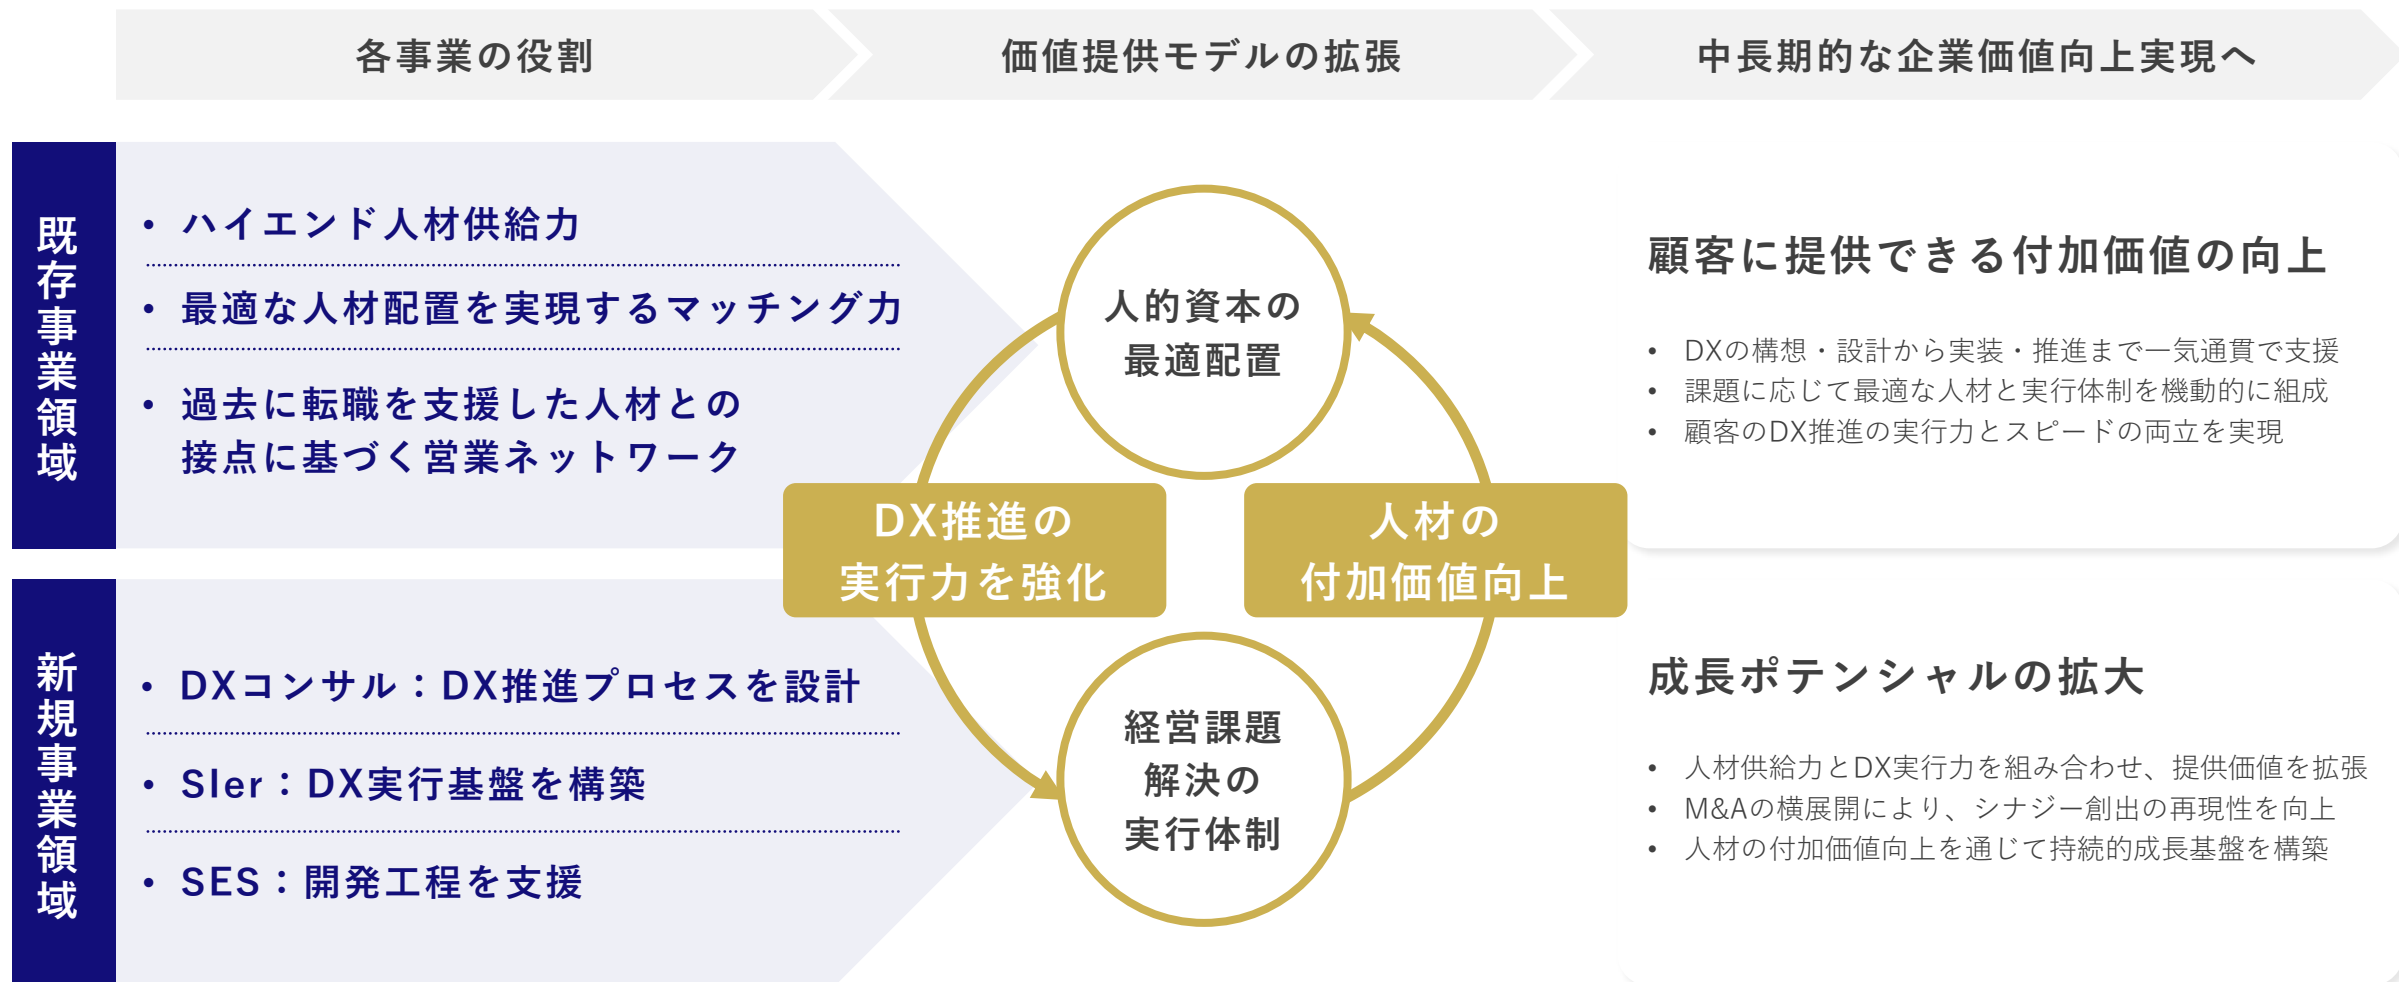 各事業の役割
価値提供モデルの拡張
中長期的な企業価値向上実現へ
既存事業領域
• ハイエンド人材供給力
• 最適な人材配置を実現するマッチング力
• 過去に転職を支援した人材との
接点に基づく営業ネットワーク
新規事業領域
• DXコンサル：DX推進プロセスを設計
• SIer：DX実行基盤を構築
• SES：開発工程を支援
人的資本の
最適配置
DX推進の
実行力を強化
人材の
付加価値向上
経営課題
解決の
実行体制
顧客に提供できる付加価値の向上
• DXの構想・設計から実装・推進まで一気通貫で支援
• 課題に応じて最適な人材と実行体制を機動的に組成
• 顧客のDX推進の実行力とスピードの両立を実現
成長ポテンシャルの拡大
• 人材供給力とDX実行力を組み合わせ、提供価値を拡張
• M&Aの横展開により、シナジー創出の再現性を向上
• 人材の付加価値向上を通じて持続的成長基盤を構築